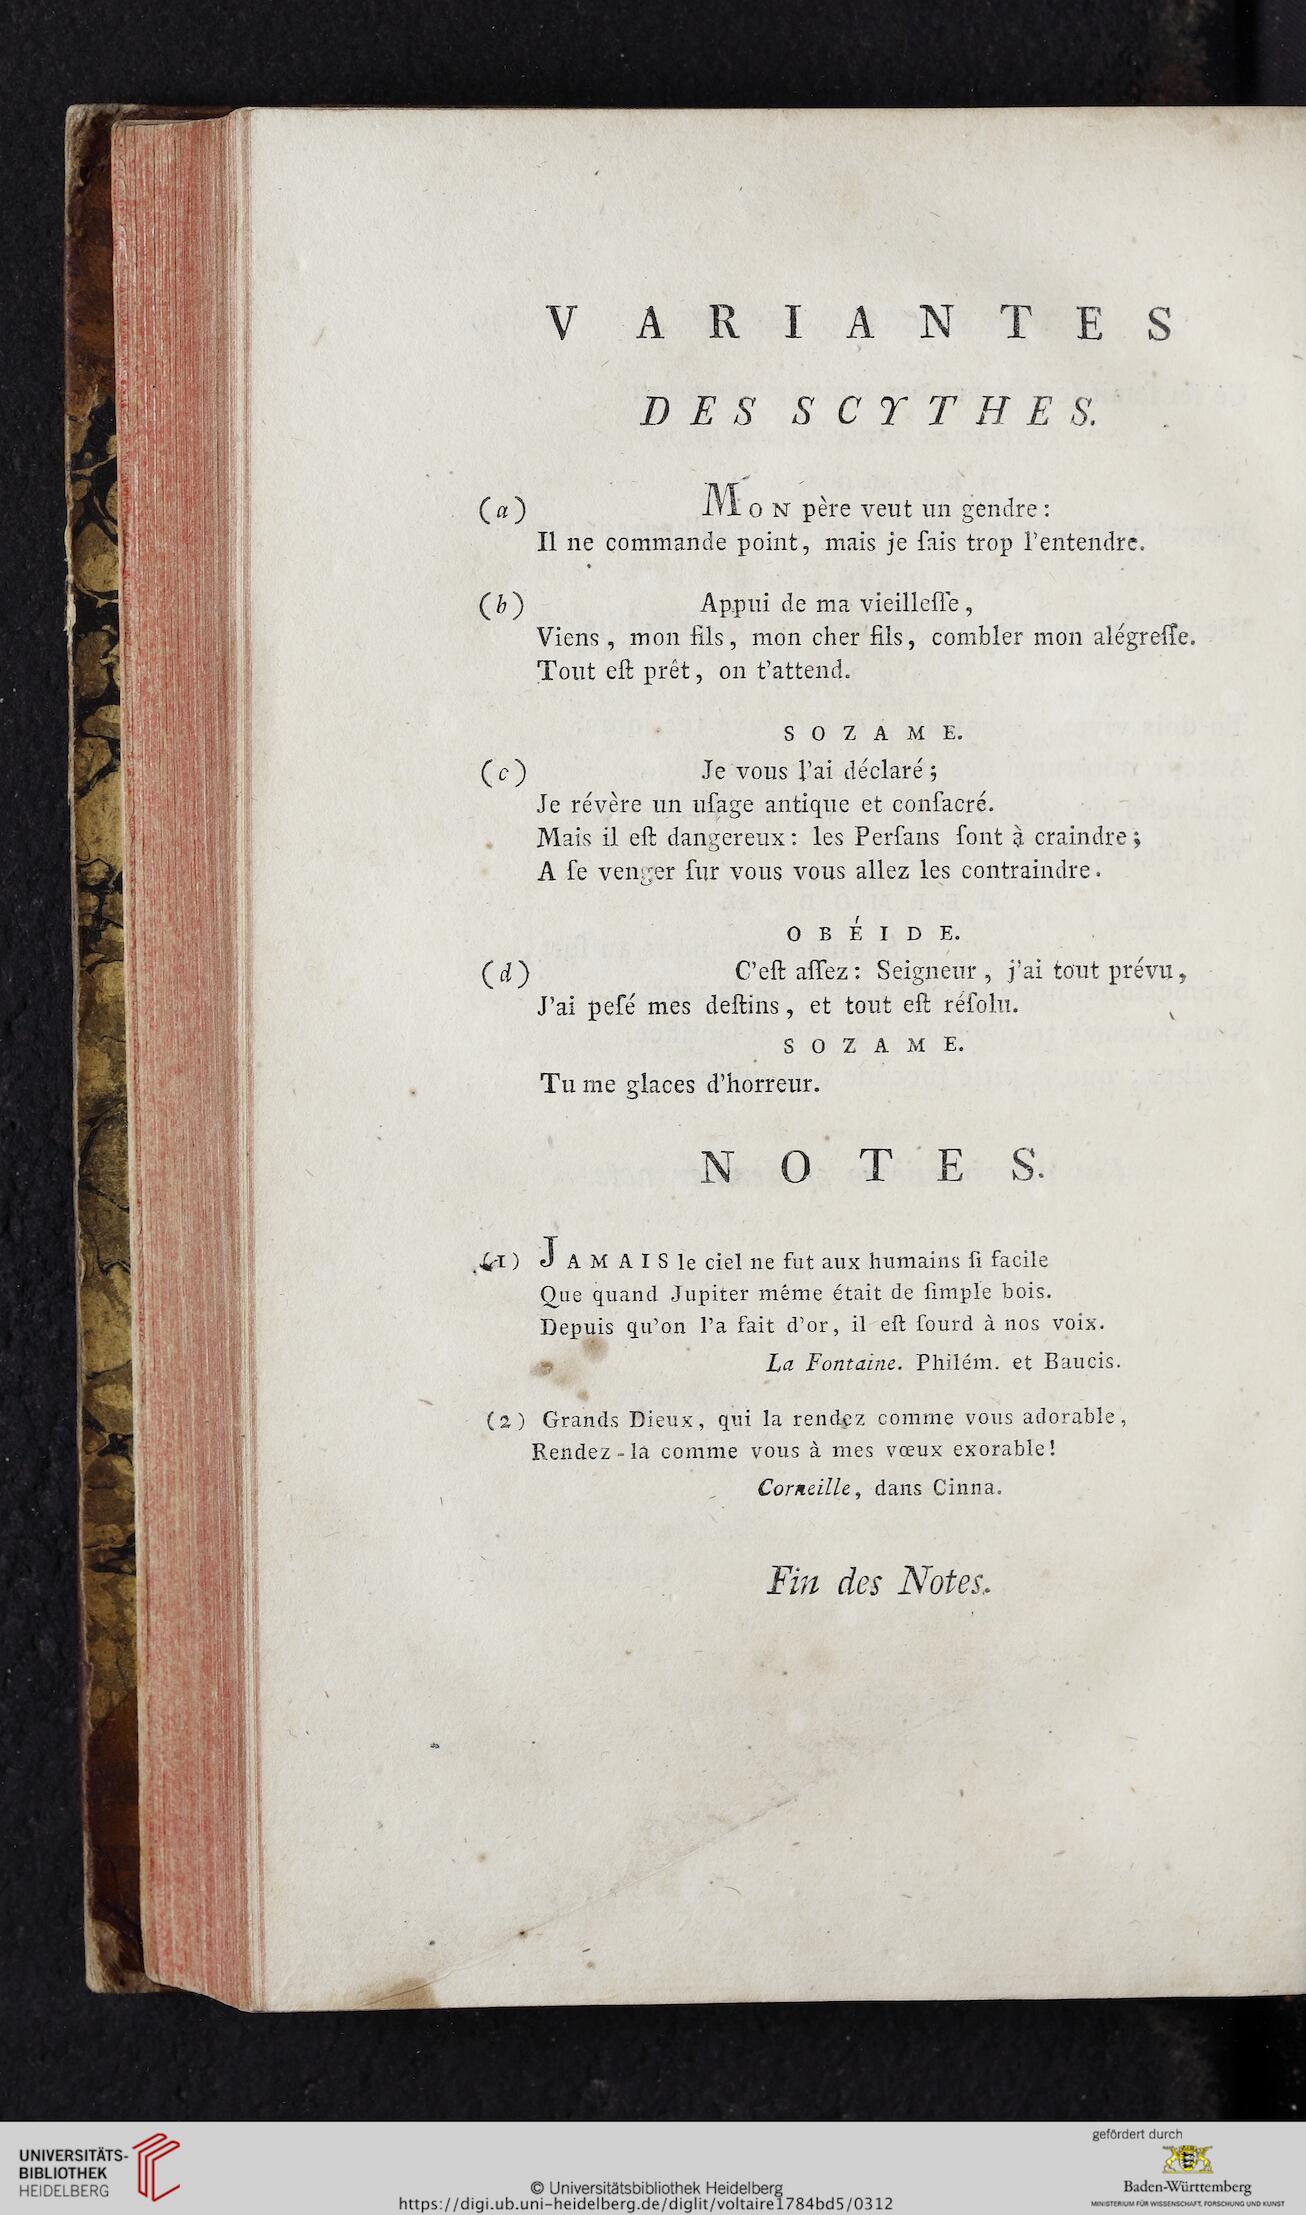 VARIANTES
DES SCYTHES.
(a) MON père veut un gendre :
Il ne commande point, mais je ſais trop l'entendre.
(b) Appui de ma vieilleſſe,
Viens, mon fils, mon cher fils, combler mon alégreſſe.
Tout eſt prêt, on t'attend.
SOZAME.
(c) Je vous l'ai déclaré ;
Je révère un uſage antique et conſacré.
Mais il eſt dangereux : les Perſans ſont à craindre ;
A ſe venger ſur vous vous allez les contraindre.
OBÉIDE.
(d) C'eſt aſſez : Seigneur, j'ai tout prévu,
J'ai peſé mes deſtins, et tout eſt réſolu.
SOZAME.
Tu me glaces d'horreur.
NOTES.
(1) JAMAIS le ciel ne fut aux humains ſi facile
Que quand Jupiter même était de ſimple bois.
Depuis qu'on l'a fait d'or, il eſt ſourd à nos voix.
La Fontaine. Philém. et Baucis.
(2) Grands Dieux, qui la rendez comme vous adorable,
Rendez-la comme vous à mes vœux exorable !
Corneille, dans Cinna.
Fin des Notes.
UNIVERSITÄTS-
BIBLIOTHEK
HEIDELBERG
© Universitätsbibliothek Heidelberg
https://digi.ub.uni-heidelberg.de/diglit/voltaire1784bd5/0312
gefördert durch
Baden-Württemberg
MINISTERIUM FÜR WISSENSCHAFT, FORSCHUNG UND KUNST